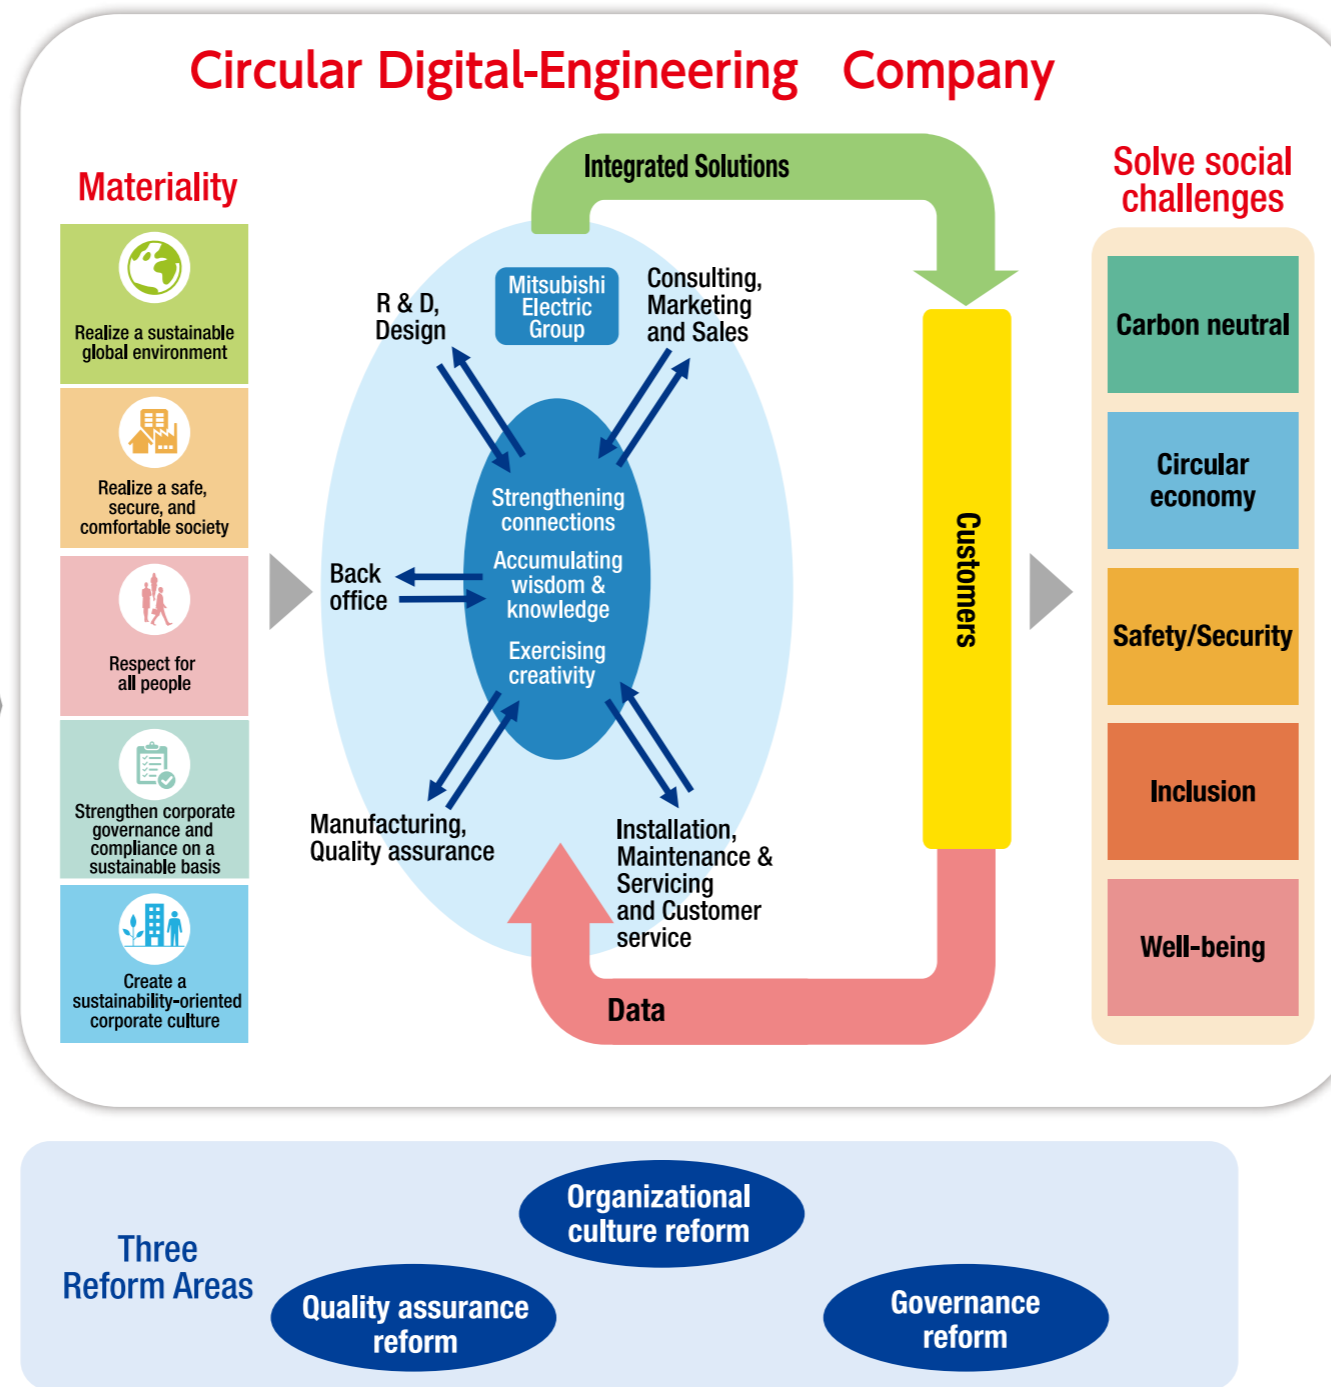 Circular Digital-Engineering Company
Materiality
Realize a sustainable
global environment
Realize a safe,
secure, and
comfortable society
Respect for
all people
Strengthen corporate
governance and
compliance on a
sustainable basis
Create a
sustainability-oriented
corporate culture
Integrated Solutions
Mitsubishi
Electric
Group
R & D,
Design
Consulting,
Marketing
and Sales
Strengthening
connections
Accumulating
wisdom &
knowledge
Exercising
creativity
Back
office
Manufacturing,
Quality assurance
Installation,
Maintenance &
Servicing
and Customer
service
Customers
Data
Solve social
challenges
Carbon neutral
Circular
economy
Safety/Security
Inclusion
Well-being
Three
Reform Areas
Organizational
culture reform
Quality assurance
reform
Governance
reform